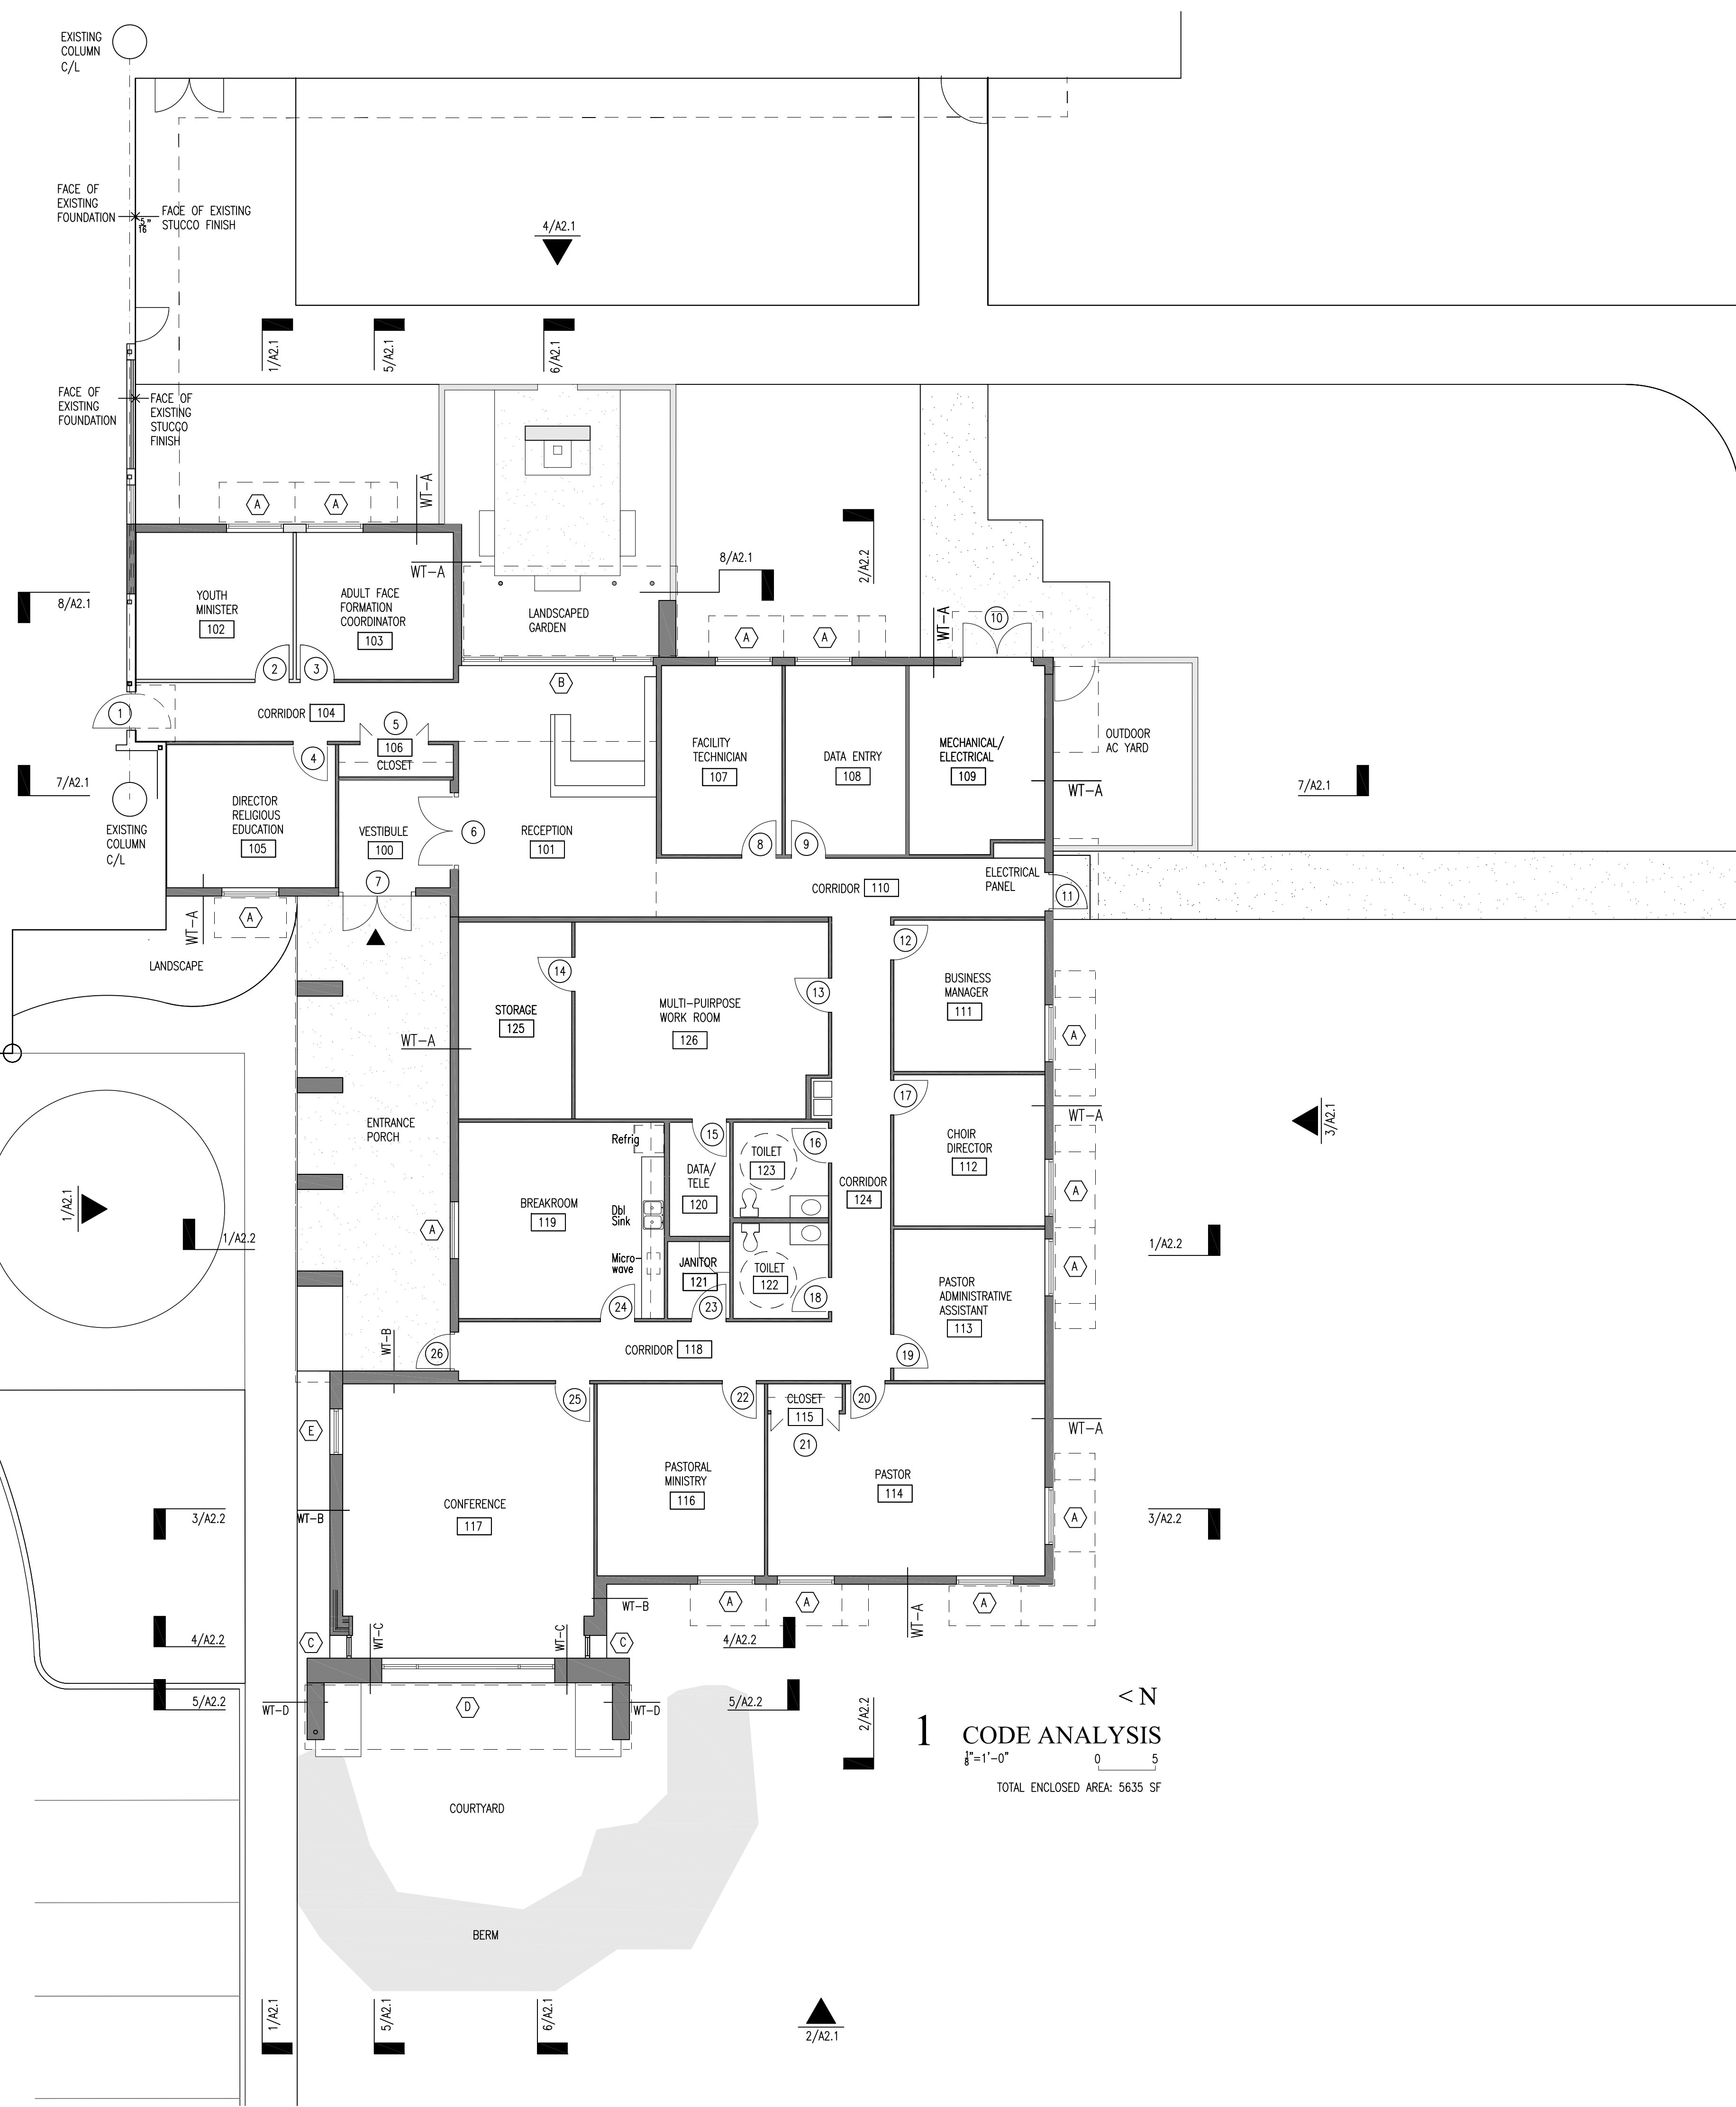 EXISTING
COLUMN
C/L
FACE OF
EXISTING
FOUNDATION
5"
16
FACE OF EXISTING
STUCCO FINISH
4/A2.1
1/A2.1
5/A2.1
6/A2.1
FACE OF
EXISTING
FOUNDATION
FACE OF
EXISTING
STUCCO
FINISH
A
A
WT-A
WT-A
8/A2.1
2/A2.2
8/A2.1
YOUTH
MINISTER
102
ADULT FACE
FORMATION
COORDINATOR
103
LANDSCAPED
GARDEN
A
A
WT-A
10
2
3
B
1
CORRIDOR 104
5
106
CLOSET
4
FACILITY
TECHNICIAN
107
DATA ENTRY
108
MECHANICAL/
ELECTRICAL
109
OUTDOOR
AC YARD
7/A2.1
WT-A
7/A2.1
EXISTING
COLUMN
C/L
DIRECTOR
RELIGIOUS
EDUCATION
105
VESTIBULE
100
6
RECEPTION
101
8
9
7
CORRIDOR 110
ELECTRICAL
PANEL
11
A
WT-A
LANDSCAPE
12
14
13
BUSINESS
MANAGER
111
STORAGE
125
MULTI-PUIRPOSE
WORK ROOM
126
WT-A
A
17
WT-A
3/A2.1
ENTRANCE
PORCH
Refrig
15
16
TOILET
123
DATA/
TELE
120
CHOIR
DIRECTOR
112
CORRIDOR
124
A
1/A2.1
BREAKROOM
119
Dbl
Sink
A
1/A2.2
1/A2.2
Micro-
wave
JANITOR
121
TOILET
122
A
PASTOR
ADMINISTRATIVE
ASSISTANT
113
24
23
18
WT-B
26
CORRIDOR 118
19
25
22
CLOSET
115
20
21
WT-A
E
PASTORAL
MINISTRY
116
PASTOR
114
CONFERENCE
117
3/A2.2
WT-B
A
3/A2.2
A
A
A
WT-B
WT-A
4/A2.2
C
WT-C
WT-C
C
4/A2.2
5/A2.2
WT-D
D
WT-D
5/A2.2
2/A2.2
<N
1 CODE ANALYSIS
1/8"=1'-0"
0 5
TOTAL ENCLOSED AREA: 5635 SF
COURTYARD
BERM
1/A2.1
5/A2.1
6/A2.1
2/A2.1